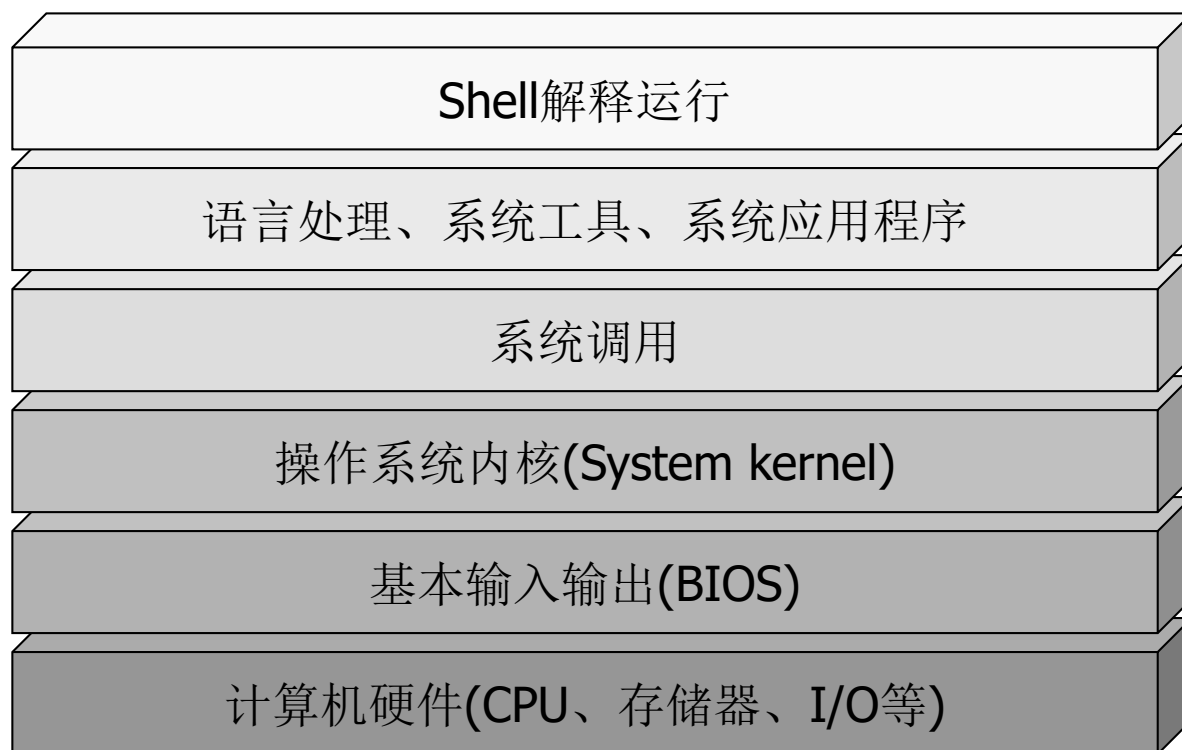 Shell解释运行
语言处理、系统工具、系统应用程序
系统调用
操作系统内核(System kernel)
基本输入输出(BIOS)
计算机硬件(CPU、存储器、I/O等)